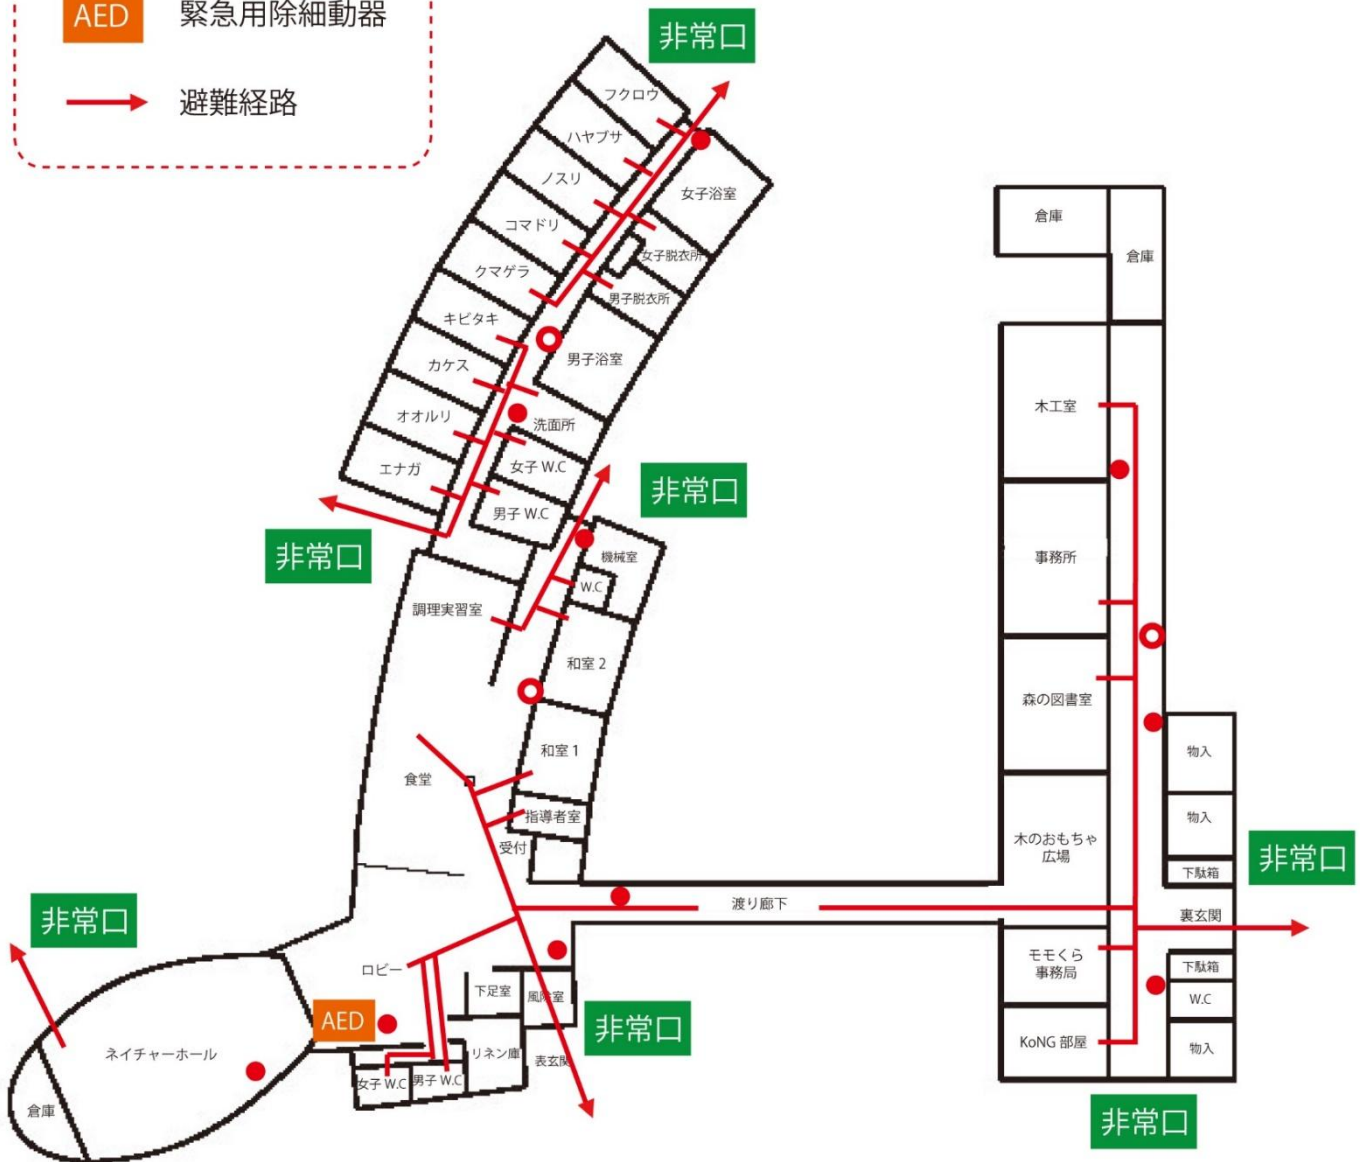 AED 緊急用除細動器
避難経路
非常口
フクロウ
ハヤブサ
ノスリ
コマドリ
クマゲラ
キビタキ
カケス
オオルリ
エナガ
女子浴室
女子脱衣所
男子脱衣所
男子浴室
洗面所
女子 W.C
男子 W.C
非常口
非常口
機械室
W.C
調理実習室
和室 2
和室 1
食堂
指導者室
受付
倉庫
倉庫
木工室
事務所
森の図書室
木のおもちゃ
広場
物入
物入
下駄箱
非常口
裏玄関
渡り廊下
モモくら
事務局
下駄箱
W.C
KoNG 部屋
物入
非常口
非常口
ロビー
AED
ネイチャーホール
倉庫
下足室
風除室
非常口
リネン庫
表玄関
女子 W.C
男子 W.C